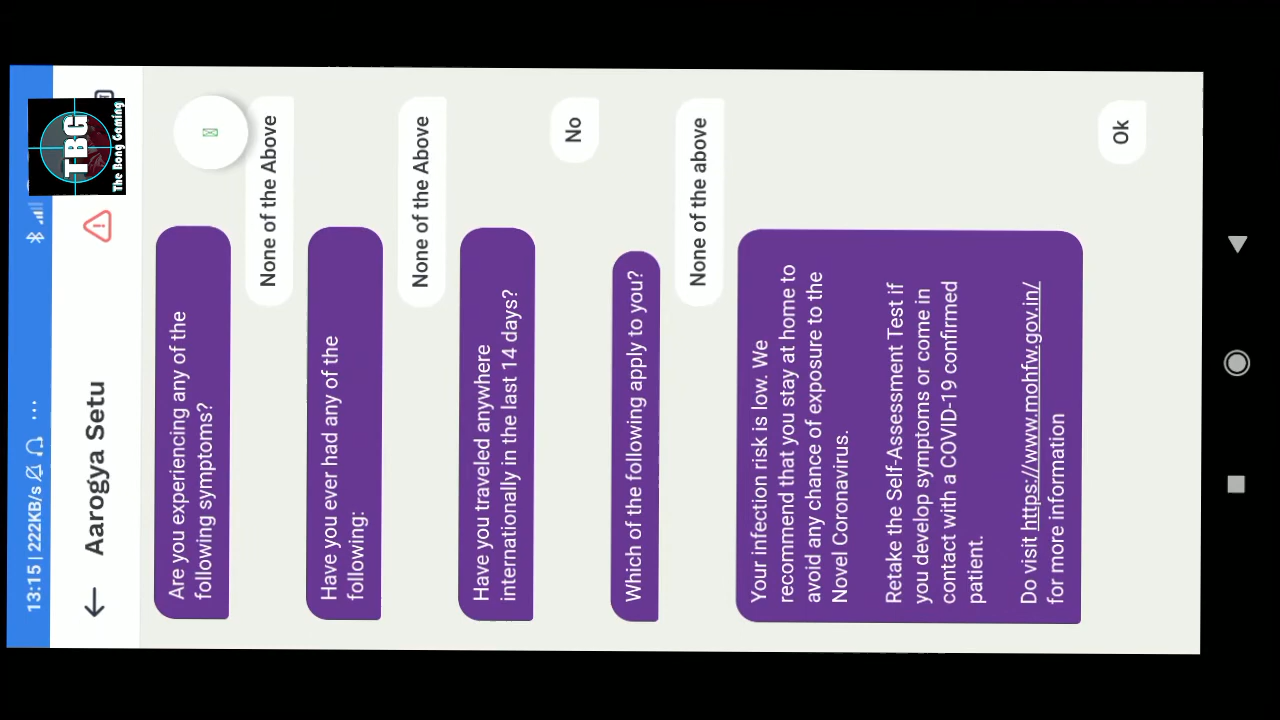 13:15 | 222KB/s ...
TBG
The Bong Gaming
Aarogya Setu
Are you experiencing any of the
following symptoms?
None of the Above
Have you ever had any of the
following:
None of the Above
Have you traveled anywhere
internationally in the last 14 days?
No
Which of the following apply to you?
None of the above
Your infection risk is low. We
recommend that you stay at home to
avoid any chance of exposure to the
Novel Coronavirus.
Retake the Self-Assessment Test if
you develop symptoms or come in
contact with a COVID-19 confirmed
patient.
Do visit https://www.mohfw.gov.in/
for more information
Ok